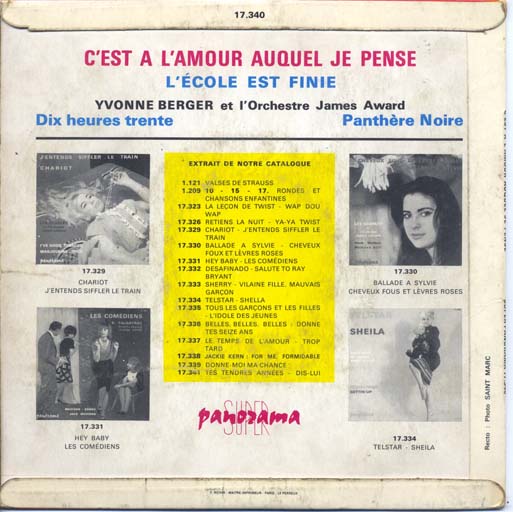 17.340
C'EST A L'AMOUR AUQUEL JE PENSE
L'ÉCOLE EST FINIE
YVONNE BERGER et l'Orchestre James Award
Dix heures trente
Panthère Noire
J'ENTENDS SIFFLER LE TRAIN
CHARIOT
panorama
17.329
CHARIOT
J'ENTENDS SIFFLER LE TRAIN
LES COMÉDIENS
17.331
HEY BABY
LES COMÉDIENS
EXTRAIT DE NOTRE CATALOGUE
1.121 VALSES DE STRAUSS
1.209 10 - 15 - 17. RONDES ET
CHANSONS ENFANTINES
17.323 LA LEÇON DE TWIST - WAP DOU
WAP
17.326 RETIENS LA NUIT - YA-YA TWIST
17.329 CHARIOT - J'ENTENDS SIFFLER LE
TRAIN
17.330 BALLADE A SYLVIE - CHEVEUX
FOUX ET LÈVRES ROSES
17.331 HEY BABY - LES COMÉDIENS
17.332 DESAFINADO - SALUTE TO RAY
BRYANT
17.333 SHERRY - VILAINE FILLE, MAUVAIS
GARÇON
17.334 TELSTAR - SHELLA
17.335 TOUS LES GARÇONS ET LES FILLES
- L'IDOLE DES JEUNES
17.336 BELLES, BELLES, BELLES - DONNE
TES SEIZE ANS
17.337 LE TEMPS DE L'AMOUR - TROP
TARD
17.338 JACKIE KERN : FOR ME, FORMIDABLE
17.339 DONNE-MOI MA CHANCE
17.341 TES TENDRES ANNÉES - DIS-LUI
SUPER
panorama
17.330
BALLADE A SYLVIE
CHEVEUX FOUS ET LÈVRES ROSES
TELSTAR
SHEILA
17.334
TELSTAR - SHEILA
Recto : Photo SAINT MARC